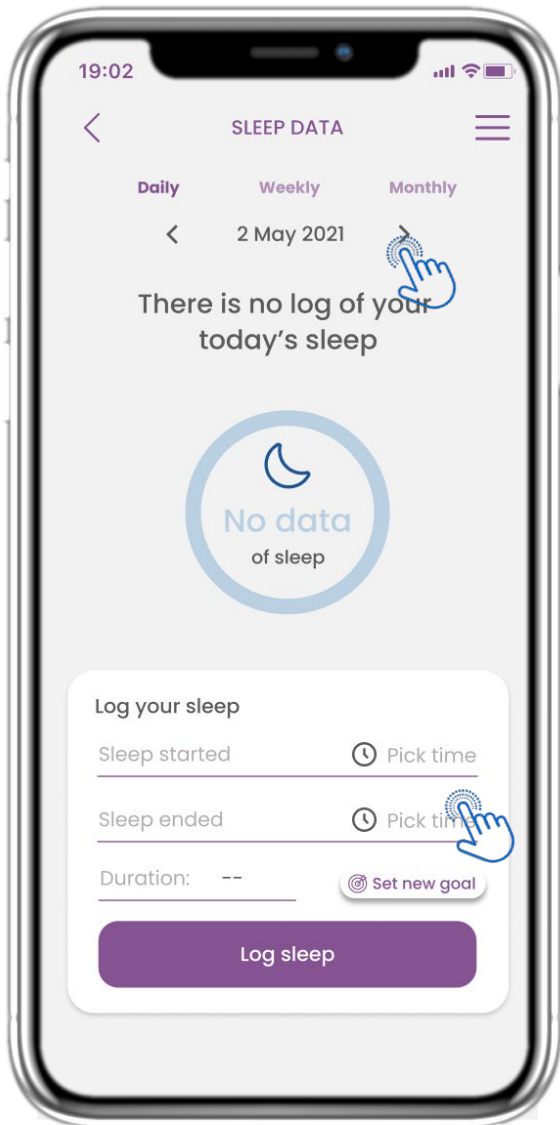 19:02
SLEEP DATA
Daily Weekly Monthly
2 May 2021
There is no log of your
today's sleep
No data
of sleep
Log your sleep
Sleep started Pick time
Sleep ended Pick time
Duration: -- Set new goal
Log sleep